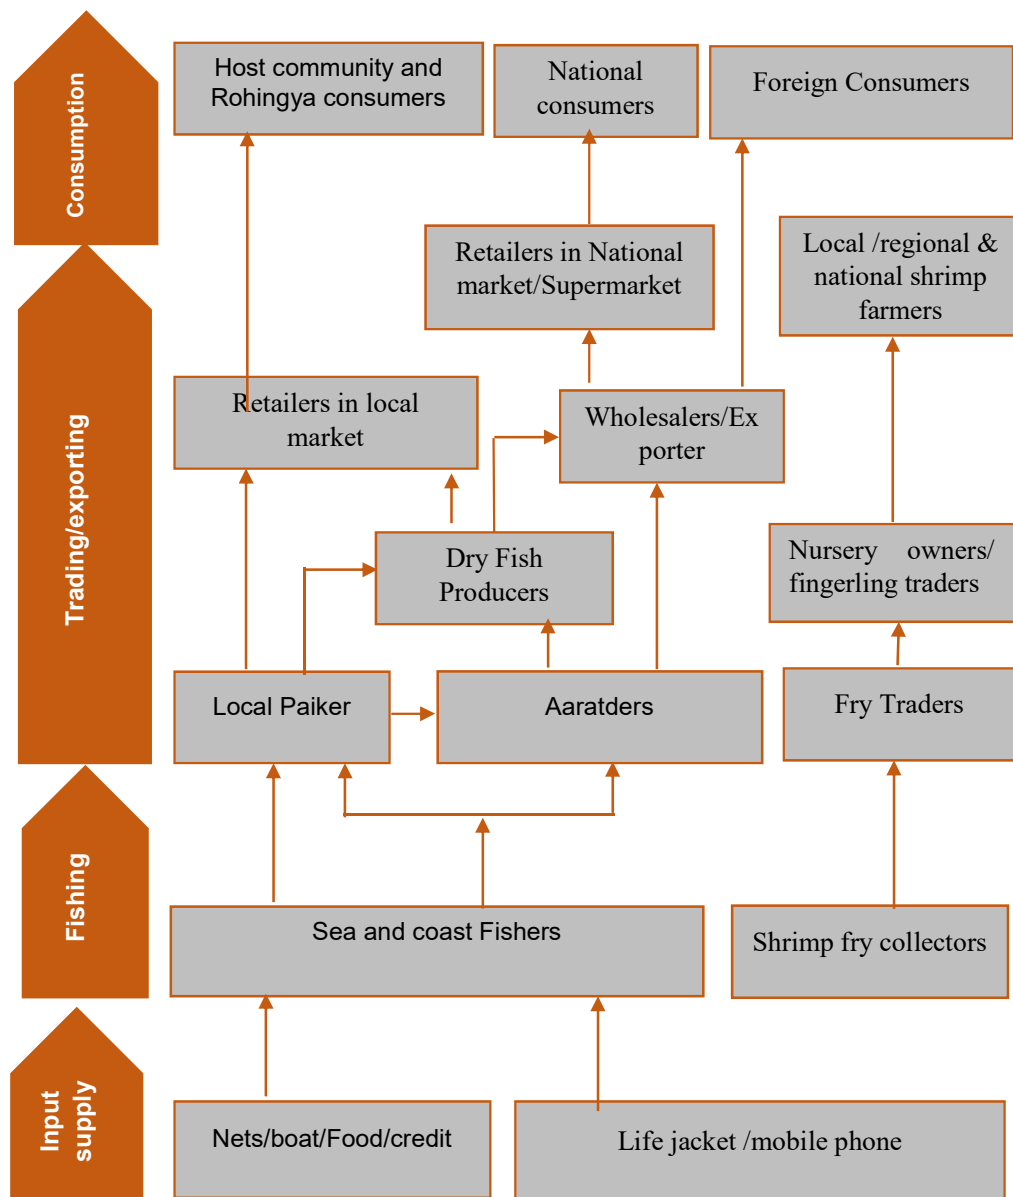 Consumption
Host community and
Rohingya consumers
National
consumers
Foreign Consumers
Trading/exporting
Retailers in National
market/Supermarket
Local /regional &
national shrimp
farmers
Retailers in local
market
Wholesalers/Ex
porter
Dry Fish
Producers
Nursery owners/
fingerling traders
Local Paiker
Aaratders
Fry Traders
Fishing
Sea and coast Fishers
Shrimp fry collectors
Input
supply
Nets/boat/Food/credit
Life jacket /mobile phone